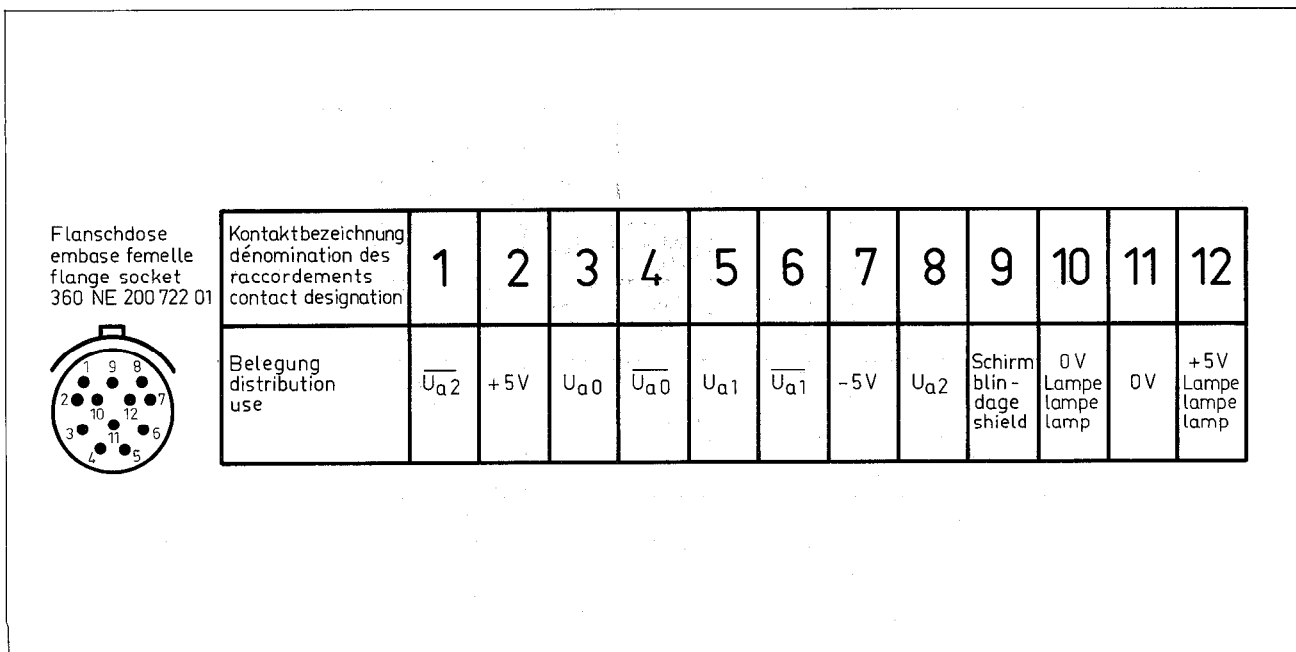 Flanschdose
embase femelle
flange socket
360 NE 200 722 01
1 9 8
2 7
10 12
3 11 6
4 5
Kontaktbezeichnung
dénomination des
raccordements
contact designation
1 2 3 4 5 6 7 8 9 10 11 12
Belegung
distribution
use
U̅a̅2̅
+5V
Ua0
U̅a̅0̅
Ua1
U̅a̅1̅
-5V
Ua2
Schirm
blin-
dage
shield
0V
Lampe
lampe
lamp
0V
+5V
Lampe
lampe
lamp